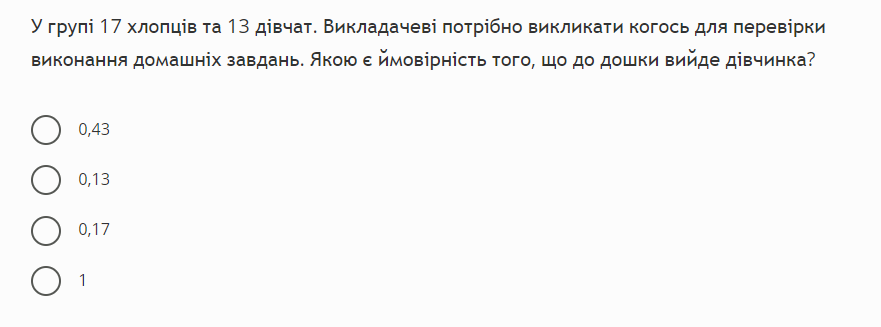 У групі 17 хлопців та 13 дівчат. Викладачеві потрібно викликати когось для перевірки
виконання домашніх завдань. Якою є ймовірність того, що до дошки вийде дівчинка?
0,43
0,13
0,17
1